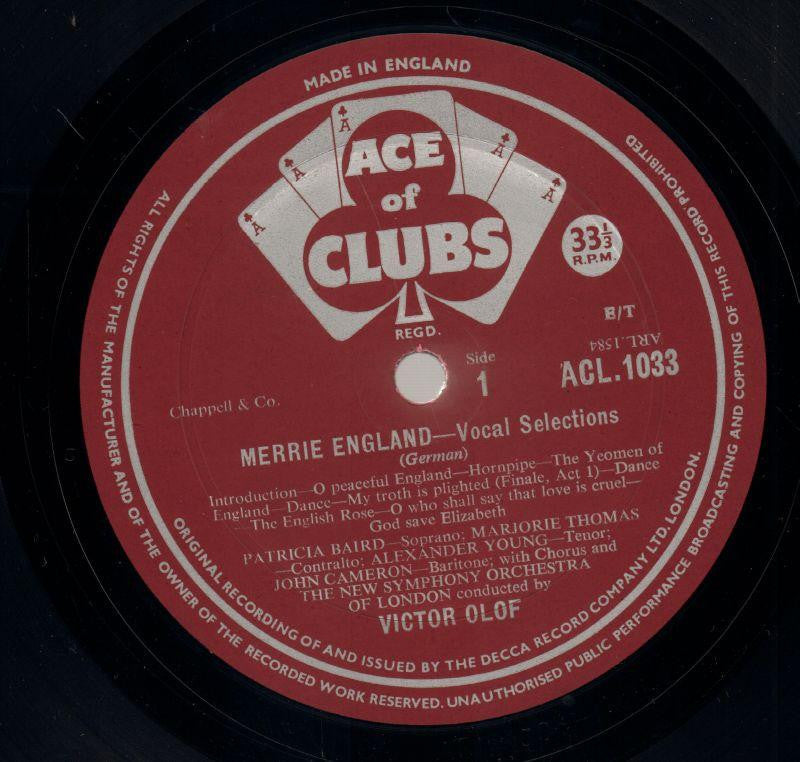 MADE IN ENGLAND
A
A
A
A
A
ACE
of
CLUBS
REGD.
33⅓
R.P.M.
E/T
ARL.1584
Side
1
ACL.1033
Chappell & Co.
MERRIE ENGLAND—Vocal Selections
(German)
Introduction—O peaceful England—Hornpipe—The Yeomen of
England—Dance—My troth is plighted (Finale, Act 1)—Dance
—The English Rose—O who shall say that love is cruel—
God save Elizabeth
PATRICIA BAIRD—Soprano; MARJORIE THOMAS
—Contralto; ALEXANDER YOUNG—Tenor;
JOHN CAMERON—Baritone; with Chorus and
THE NEW SYMPHONY ORCHESTRA
OF LONDON conducted by
VICTOR OLOF
ORIGINAL RECORDING OF AND ISSUED BY THE DECCA RECORD COMPANY LTD. LONDON.
ALL RIGHTS OF THE MANUFACTURER AND OF THE OWNER OF THE RECORDED WORK RESERVED. UNAUTHORISED PUBLIC PERFORMANCE BROADCASTING AND COPYING OF THIS RECORD PROHIBITED